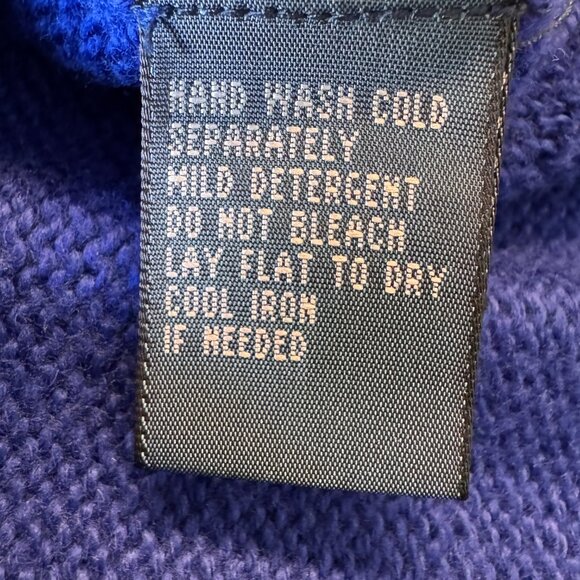 HAND WASH COLD
SEPARATELY
MILD DETERGENT
DO NOT BLEACH
LAY FLAT TO DRY
COOL IRON
IF NEEDED